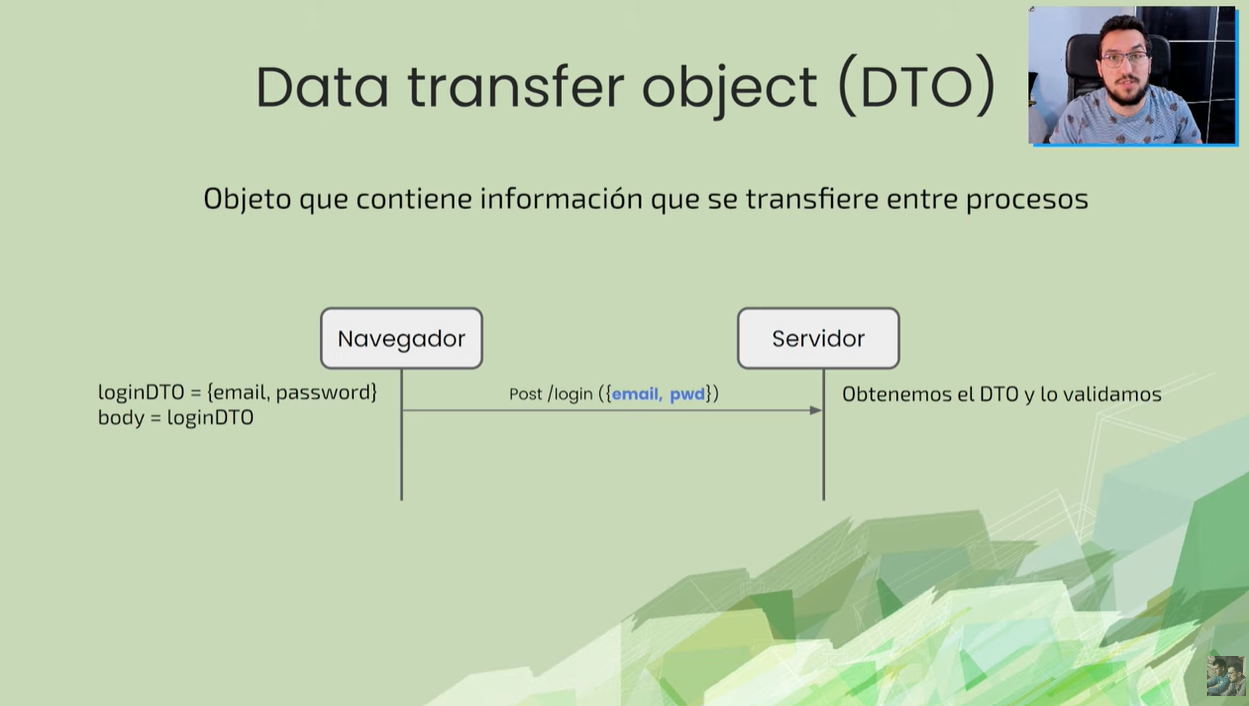 Data transfer object (DTO)
Objeto que contiene información que se transfiere entre procesos
Navegador
Servidor
loginDTO = {email, password}
body = loginDTO
Post /login ({email, pwd})
Obtenemos el DTO y lo validamos